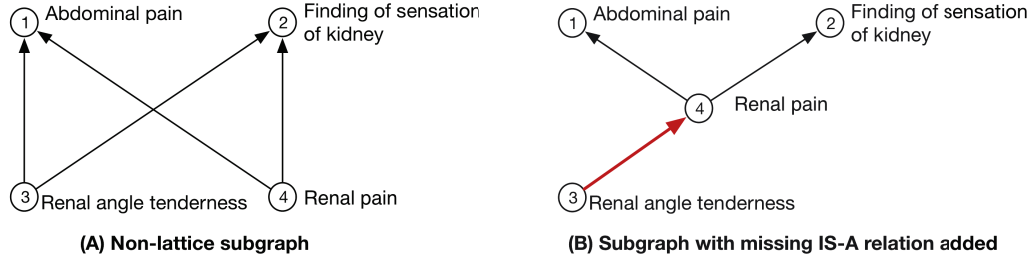 1 Abdominal pain
2 Finding of sensation
of kidney
3 Renal angle tenderness
4 Renal pain
(A) Non-lattice subgraph
1 Abdominal pain
2 Finding of sensation
of kidney
4 Renal pain
3 Renal angle tenderness
(B) Subgraph with missing IS-A relation added